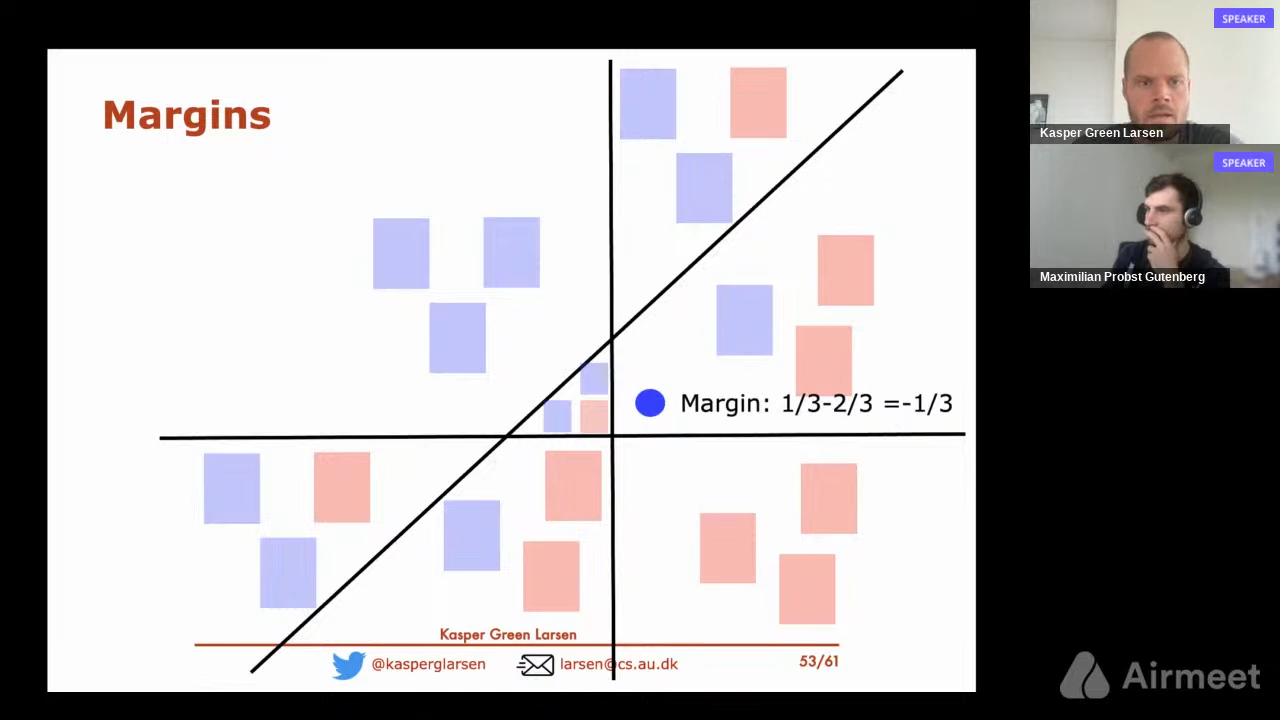 Margins
Margin: 1/3-2/3 =-1/3
Kasper Green Larsen
@kasperglarsen
larsen@cs.au.dk
53/61
SPEAKER
Kasper Green Larsen
SPEAKER
Maximilian Probst Gutenberg
Airmeet